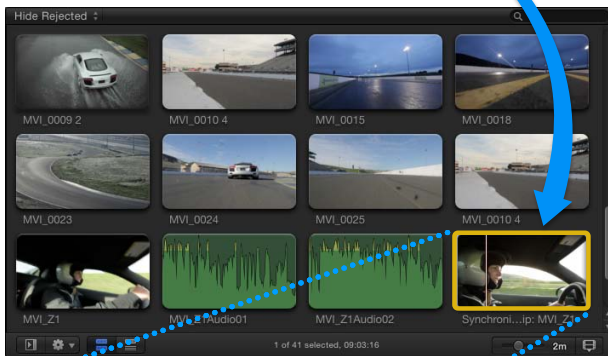 Hide Rejected
MVI_0009 2
MVI_0010 4
MVI_0015
MVI_0018
MVI_0023
MVI_0024
MVI_0025
MVI_0010 4
MVI_Z1
MVI_Z1Audio01
MVI_Z1Audio02
Synchroni...ip: MVI_Z1
1 of 41 selected, 09:03:16
2m